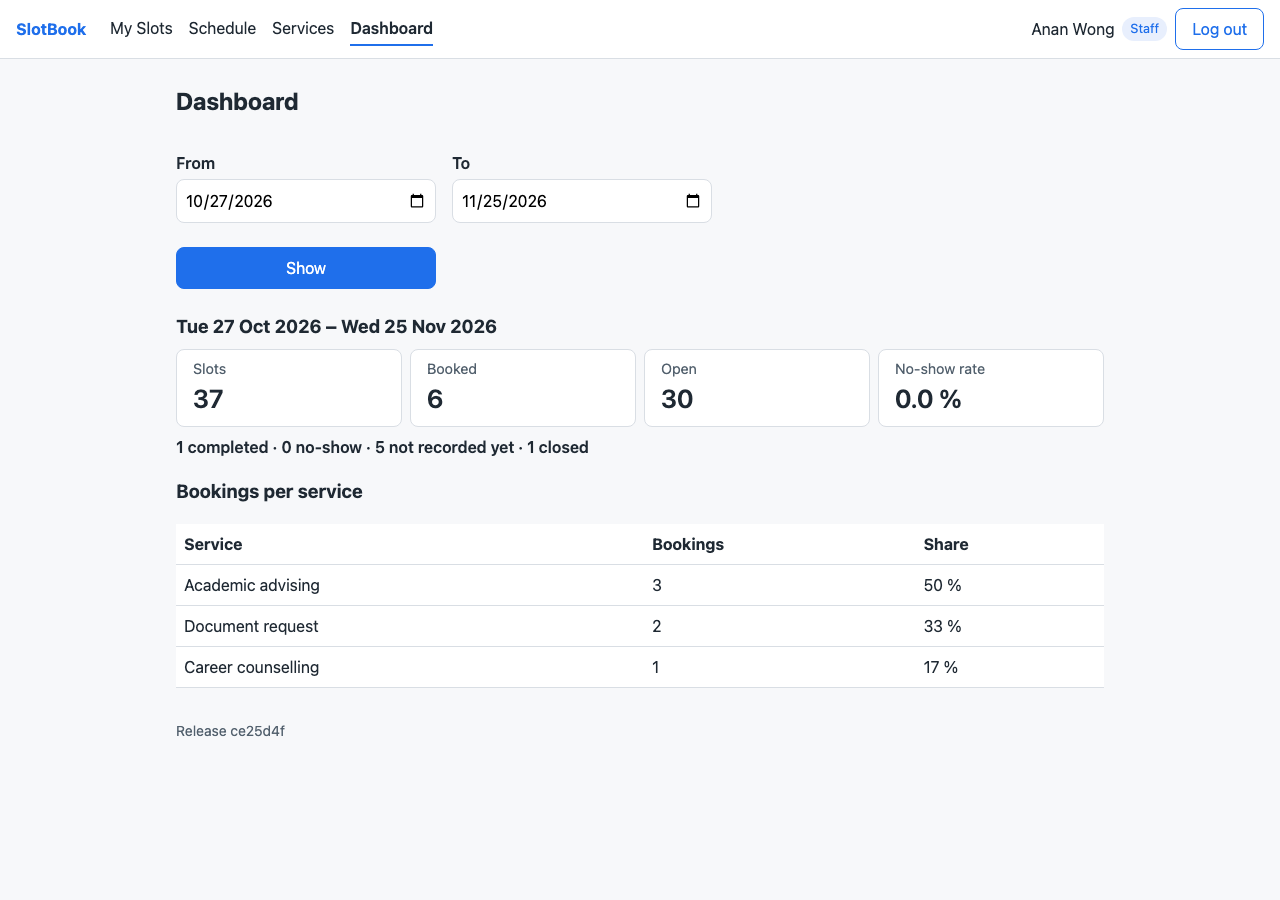 SlotBook My Slots Schedule Services Dashboard Anan Wong Staff Log out
Dashboard
From To
10/27/2026 11/25/2026
Show
Tue 27 Oct 2026 – Wed 25 Nov 2026
Slots Booked Open No-show rate
37 6 30 0.0 %
1 completed · 0 no-show · 5 not recorded yet · 1 closed
Bookings per service
Service Bookings Share
Academic advising 3 50 %
Document request 2 33 %
Career counselling 1 17 %
Release ce25d4f